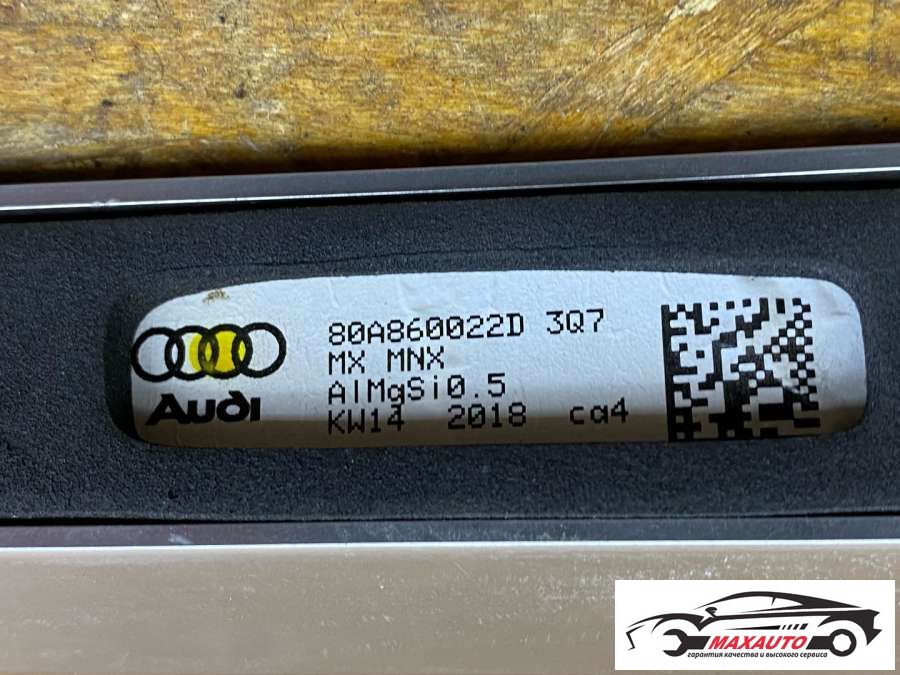 80A860022D 3Q7
MX MNX
AlMgSi0.5
KW14 2018 ca4
Audi
MAXAUTO
гарантия качества и высокого сервиса